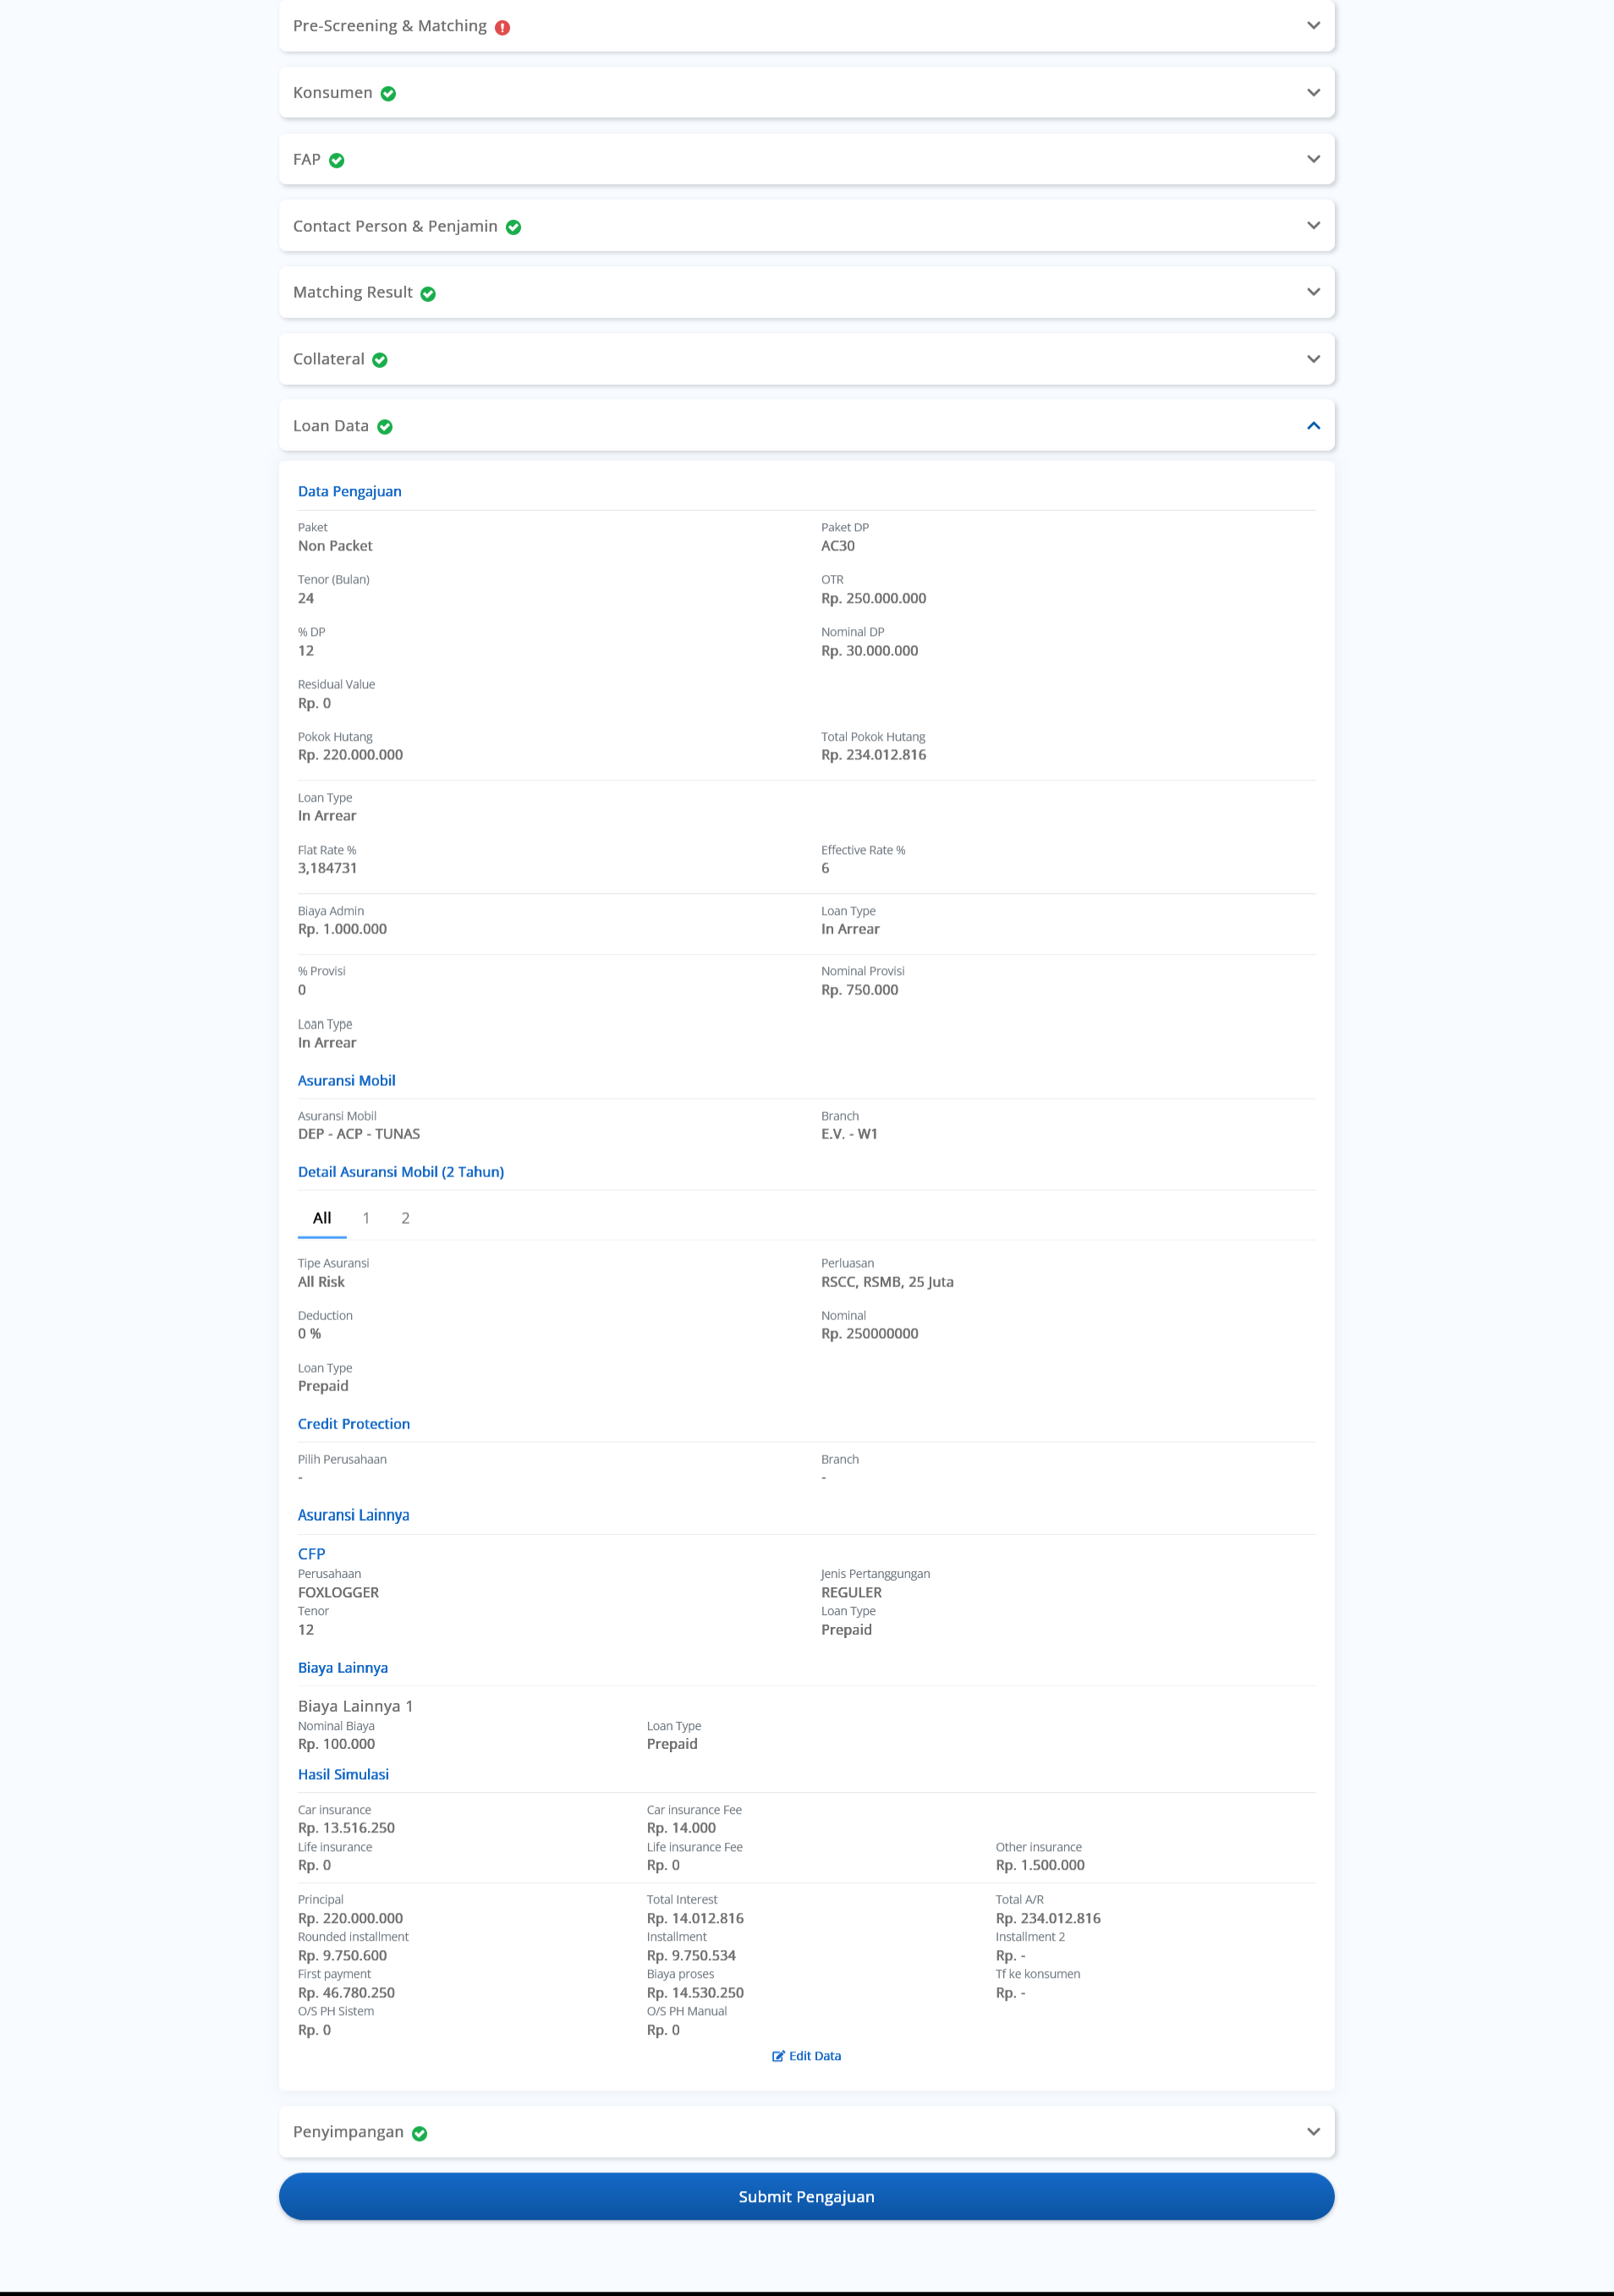 Pre-Screening & Matching
Konsumen
FAP
Contact Person & Penjamin
Matching Result
Collateral
Loan Data
Data Pengajuan
Paket
Paket DP
Non Packet
AC30
Tenor (Bulan)
OTR
24
Rp. 250.000.000
% DP
Nominal DP
12
Rp. 30.000.000
Residual Value
Rp. 0
Pokok Hutang
Total Pokok Hutang
Rp. 220.000.000
Rp. 234.012.816
Loan Type
In Arrear
Flat Rate %
Effective Rate %
3,184731
6
Biaya Admin
Loan Type
Rp. 1.000.000
In Arrear
% Provisi
Nominal Provisi
0
Rp. 750.000
Loan Type
In Arrear
Asuransi Mobil
Asuransi Mobil
Branch
DEP - ACP - TUNAS
E.V. - W1
Detail Asuransi Mobil (2 Tahun)
All 1 2
Tipe Asuransi
Perluasan
All Risk
RSCC, RSMB, 25 Juta
Deduction
Nominal
0 %
Rp. 250000000
Loan Type
Prepaid
Credit Protection
Pilih Perusahaan
Branch
-
-
Asuransi Lainnya
CFP
Perusahaan
Jenis Pertanggungan
FOXLOGGER
REGULER
Tenor
Loan Type
12
Prepaid
Biaya Lainnya
Biaya Lainnya 1
Nominal Biaya
Loan Type
Rp. 100.000
Prepaid
Hasil Simulasi
Car insurance
Car insurance Fee
Rp. 13.516.250
Rp. 14.000
Life insurance
Life insurance Fee
Other insurance
Rp. 0
Rp. 0
Rp. 1.500.000
Principal
Total Interest
Total A/R
Rp. 220.000.000
Rp. 14.012.816
Rp. 234.012.816
Rounded installment
Installment
Installment 2
Rp. 9.750.600
Rp. 9.750.534
Rp. -
First payment
Biaya proses
Tf ke konsumen
Rp. 46.780.250
Rp. 14.530.250
Rp. -
O/S PH Sistem
O/S PH Manual
Rp. 0
Rp. 0
Edit Data
Penyimpangan
Submit Pengajuan